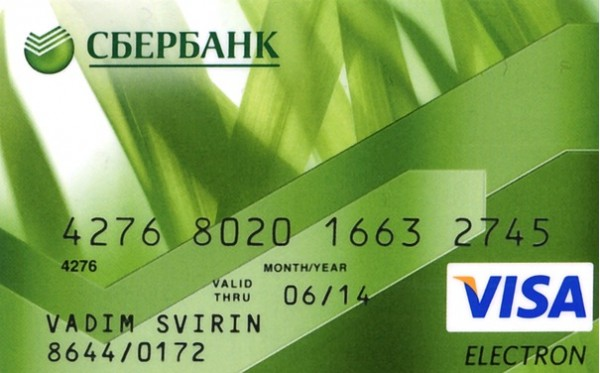 СБЕРБАНК
4276 8020 1663 2745
4276
MONTH/YEAR
VALID THRU 06/14
VADIM SVIRIN
8644/0172
VISA
ELECTRON